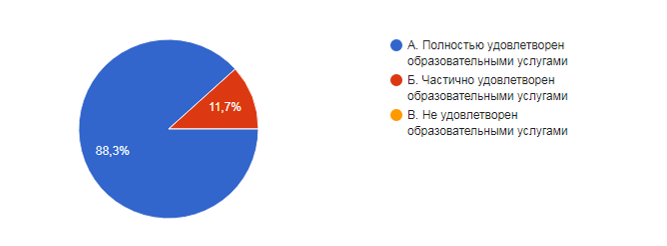 А. Полностью удовлетворен
образовательными услугами
Б. Частично удовлетворен
образовательными услугами
В. Не удовлетворен
образовательными услугами
11,7%
88,3%